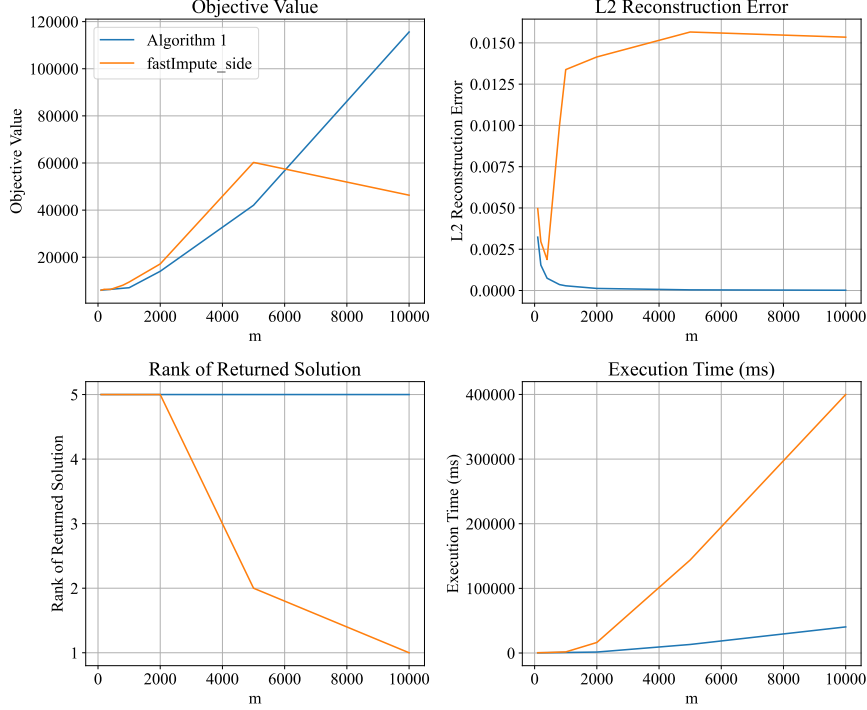 Objective Value
Objective Value
120000
100000
80000
60000
40000
20000
Algorithm 1
fastImpute_side
0 2000 4000 6000 8000 10000
m
L2 Reconstruction Error
L2 Reconstruction Error
0.0150
0.0125
0.0100
0.0075
0.0050
0.0025
0.0000
0 2000 4000 6000 8000 10000
m
Rank of Returned Solution
Rank of Returned Solution
5
4
3
2
1
0 2000 4000 6000 8000 10000
m
Execution Time (ms)
Execution Time (ms)
400000
300000
200000
100000
0
0 2000 4000 6000 8000 10000
m